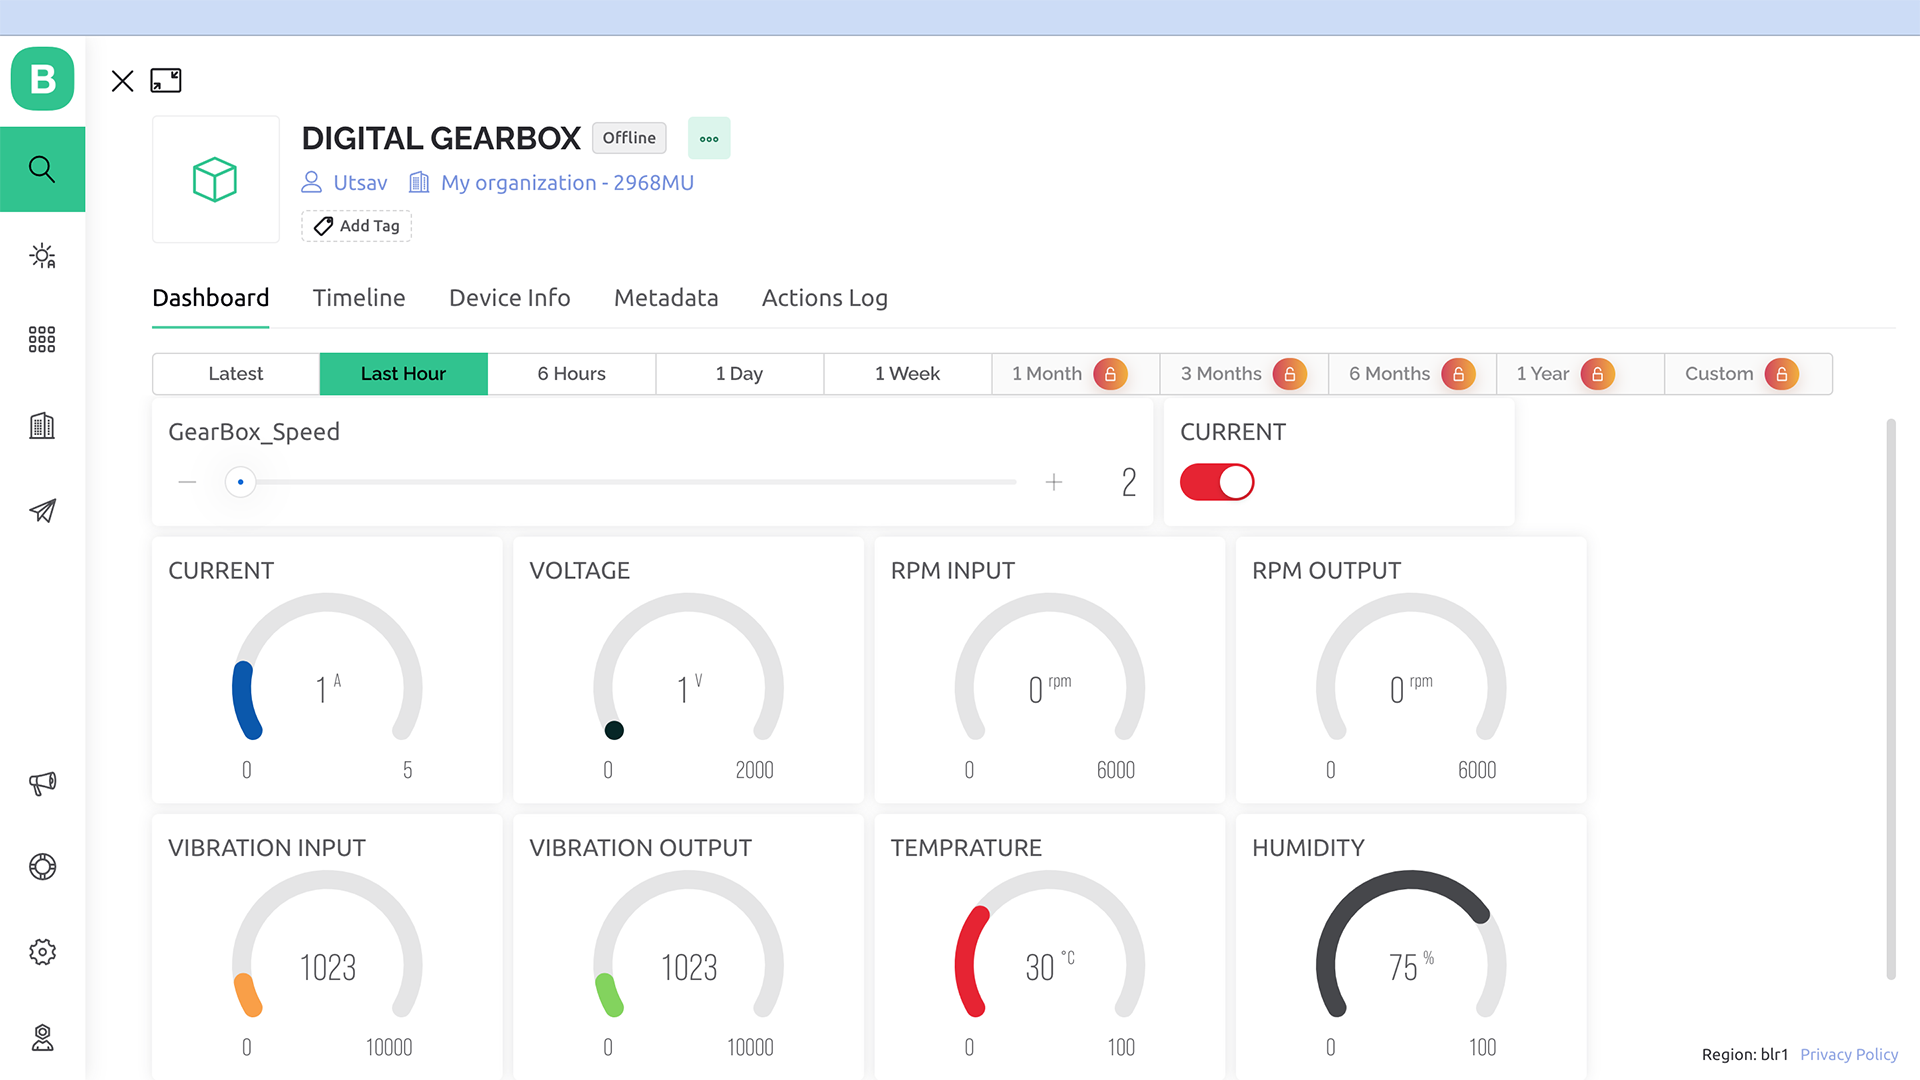 B
DIGITAL GEARBOX Offline
Utsav My organization - 2968MU
Add Tag
Dashboard Timeline Device Info Metadata Actions Log
Latest Last Hour 6 Hours 1 Day 1 Week 1 Month 3 Months 6 Months 1 Year Custom
GearBox_Speed
2
CURRENT
CURRENT
1 A
0 5
VOLTAGE
1 V
0 2000
RPM INPUT
0 rpm
0 6000
RPM OUTPUT
0 rpm
0 6000
VIBRATION INPUT
1023
0 10000
VIBRATION OUTPUT
1023
0 10000
TEMPRATURE
30 °C
0 100
HUMIDITY
75 %
0 100
Region: blr1 Privacy Policy